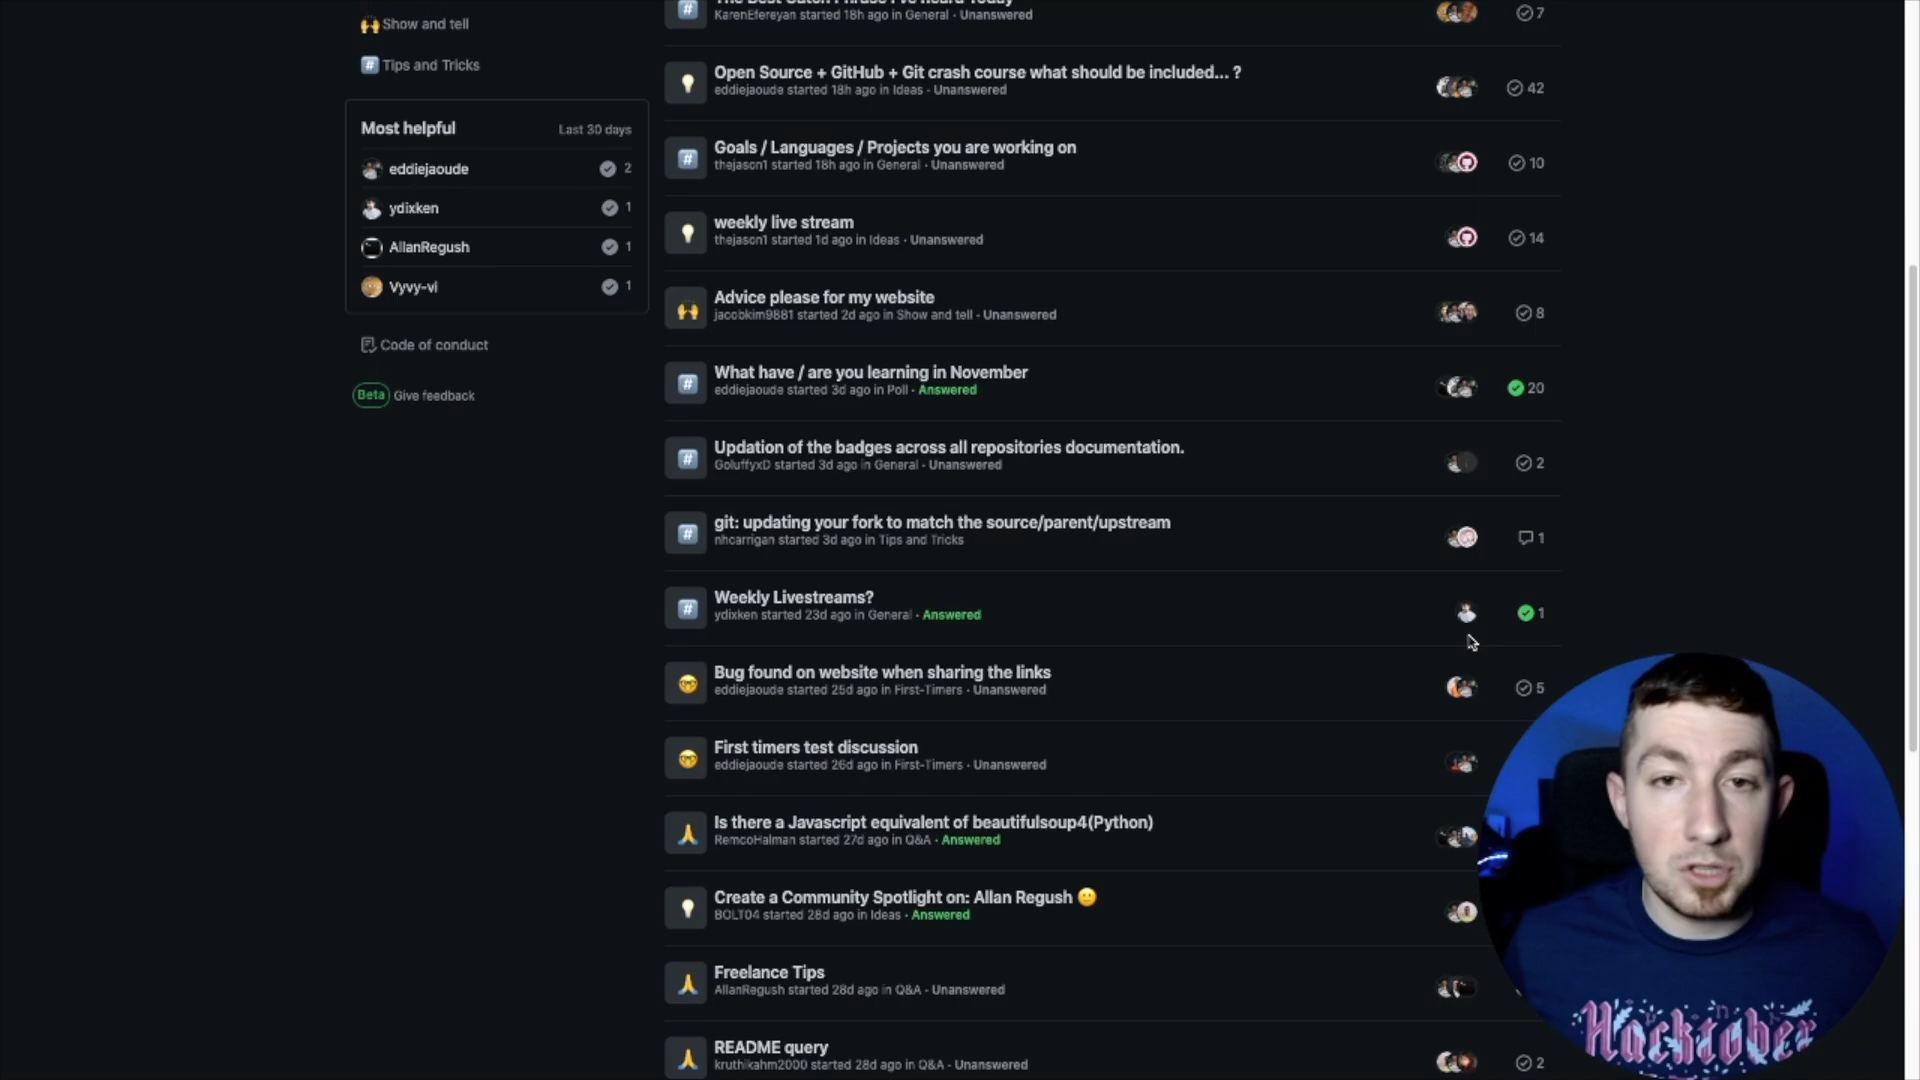 Show and tell
# Tips and Tricks
Most helpful Last 30 days
eddiejaoude 2
ydixken 1
AllanRegush 1
Vyvy-vi 1
Code of conduct
Beta Give feedback
#
KarenEfereyan started 18h ago in General · Unanswered
7
Open Source + GitHub + Git crash course what should be included... ?
eddiejaoude started 18h ago in Ideas · Unanswered
42
#
Goals / Languages / Projects you are working on
thejason1 started 18h ago in General · Unanswered
10
weekly live stream
thejason1 started 1d ago in Ideas · Unanswered
14
Advice please for my website
jacobkim9881 started 2d ago in Show and tell · Unanswered
8
#
What have / are you learning in November
eddiejaoude started 3d ago in Poll · Answered
20
#
Updation of the badges across all repositories documentation.
GoluffyxD started 3d ago in General · Unanswered
2
#
git: updating your fork to match the source/parent/upstream
nhcarrigan started 3d ago in Tips and Tricks
1
#
Weekly Livestreams?
ydixken started 23d ago in General · Answered
1
Bug found on website when sharing the links
eddiejaoude started 25d ago in First-Timers · Unanswered
5
First timers test discussion
eddiejaoude started 26d ago in First-Timers · Unanswered
Is there a Javascript equivalent of beautifulsoup4(Python)
RemcoHalman started 27d ago in Q&A · Answered
Create a Community Spotlight on: Allan Regush
BOLT04 started 28d ago in Ideas · Answered
Freelance Tips
AllanRegush started 28d ago in Q&A · Unanswered
README query
kruthikahm2000 started 28d ago in Q&A · Unanswered
2
Hacktober